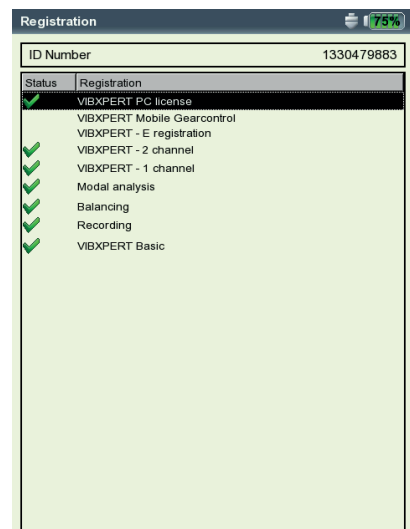 Registration 75%
ID Number 1330479883
Status Registration
VIBXPERT PC license
VIBXPERT Mobile Gearcontrol
VIBXPERT - E registration
VIBXPERT - 2 channel
VIBXPERT - 1 channel
Modal analysis
Balancing
Recording
VIBXPERT Basic